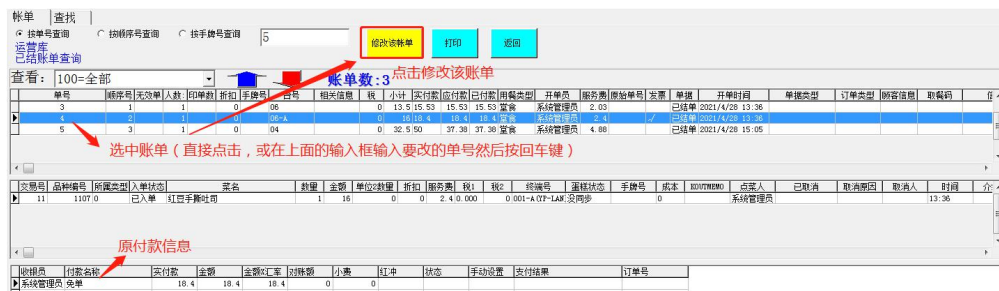 帐单 查找
按单号查询 按顺序号查询 按手牌号查询 5 修改该帐单 打印 返回
运营库
已结账单查询
查看: 100=全部 账单数:3 点击修改该账单
单号 顺序号 无效单 人数: 印单数 折扣 手牌号 台号 相关信息 税 小计 实付款 应付款 已付款 用餐类型 开单员 服务费 原始单号 发票 单据 开单时间 单据类型 订单类型 顾客信息 取餐码
3 1 1 0 06 0 13.5 15.53 15.53 15.53 堂食 系统管理员 2.03 已结单 2021/4/28 13:36
4 2 1 0 06-A 0 16 18.4 18.4 18.4 堂食 系统管理员 2.4 √ 已结单 2021/4/28 13:36
5 3 1 0 04 0 32.5 50 37.38 37.38 堂食 系统管理员 4.88 已结单 2021/4/28 15:05
选中账单（直接点击，或在上面的输入框输入要改的单号然后按回车键）
交易号 品种编号 所属类型 入单状态 菜名 数量 金额 单位2数量 折扣 服务费 税1 税2 终端号 蛋糕状态 手牌号 成本 KOUTMEMO 点菜人 已取消 取消原因 取消人 时间
11 1107 0 已入单 红豆手撕吐司 1 16 0 0 2.4 0.000 0 001-A(YP-LAN) 没同步 0 系统管理员 13:36
原付款信息
收银员 付款名称 实付款 金额 金额X汇率 对账额 小费 红冲 状态 手动设置 支付结果 订单号
系统管理员 免单 18.4 18.4 18.4 0 0